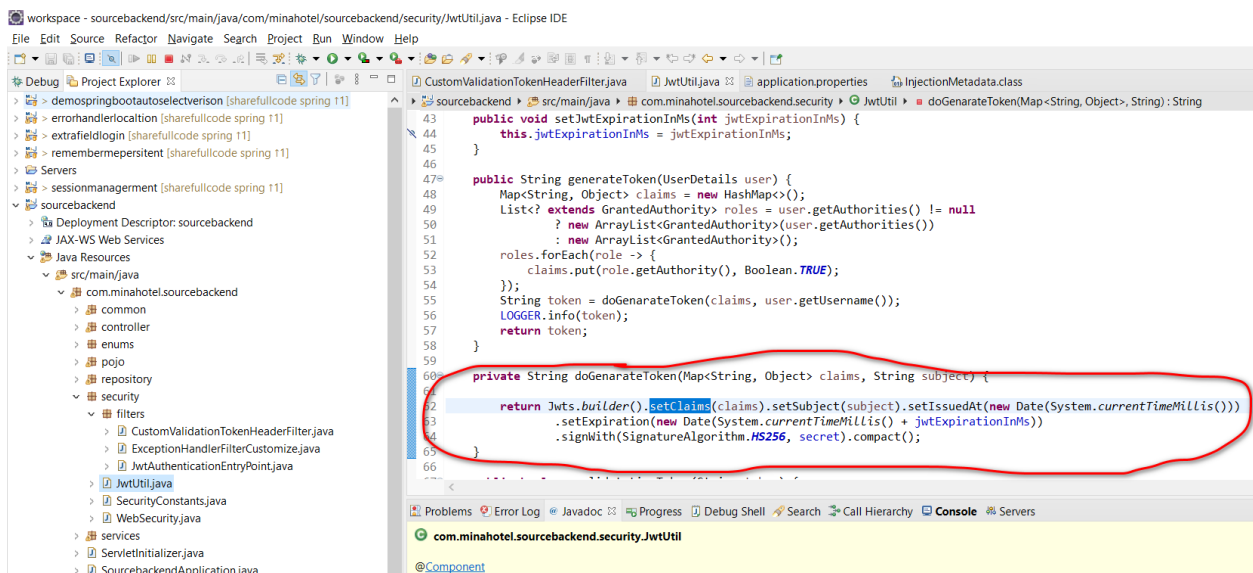 workspace - sourcebackend/src/main/java/com/minahotel/sourcebackend/security/JwtUtil.java - Eclipse IDE
File Edit Source Refactor Navigate Search Project Run Window Help
Debug Project Explorer
> demospringbootautoselectverison [sharefullcode spring ↑1]
> errorhandlerlocaltion [sharefullcode spring ↑1]
> extrafieldlogin [sharefullcode spring ↑1]
> remembermepersitent [sharefullcode spring ↑1]
Servers
> sessionmanagerment [sharefullcode spring ↑1]
sourcebackend
Deployment Descriptor: sourcebackend
JAX-WS Web Services
Java Resources
src/main/java
com.minahotel.sourcebackend
common
controller
enums
pojo
repository
security
filters
CustomValidationTokenHeaderFilter.java
ExceptionHandlerFilterCustomize.java
JwtAuthenticationEntryPoint.java
JwtUtil.java
SecurityConstants.java
WebSecurity.java
services
ServletInitializer.java
SourcebackendApplication.java
CustomValidationTokenHeaderFilter.java JwtUtil.java application.properties InjectionMetadata.class
sourcebackend src/main/java com.minahotel.sourcebackend.security JwtUtil doGenarateToken(Map<String, Object>, String) : String
43 public void setJwtExpirationInMs(int jwtExpirationInMs) {
44 this.jwtExpirationInMs = jwtExpirationInMs;
45 }
46
47 public String generateToken(UserDetails user) {
48 Map<String, Object> claims = new HashMap<>();
49 List<? extends GrantedAuthority> roles = user.getAuthorities() != null
50 ? new ArrayList<GrantedAuthority>(user.getAuthorities())
51 : new ArrayList<GrantedAuthority>();
52 roles.forEach(role -> {
53 claims.put(role.getAuthority(), Boolean.TRUE);
54 });
55 String token = doGenarateToken(claims, user.getUsername());
56 LOGGER.info(token);
57 return token;
58 }
59
60 private String doGenarateToken(Map<String, Object> claims, String subject) {
61
62 return Jwts.builder().setClaims(claims).setSubject(subject).setIssuedAt(new Date(System.currentTimeMillis()))
63 .setExpiration(new Date(System.currentTimeMillis() + jwtExpirationInMs))
64 .signWith(SignatureAlgorithm.HS256, secret).compact();
65 }
66
Problems Error Log Javadoc Progress Debug Shell Search Call Hierarchy Console Servers
com.minahotel.sourcebackend.security.JwtUtil
@Component